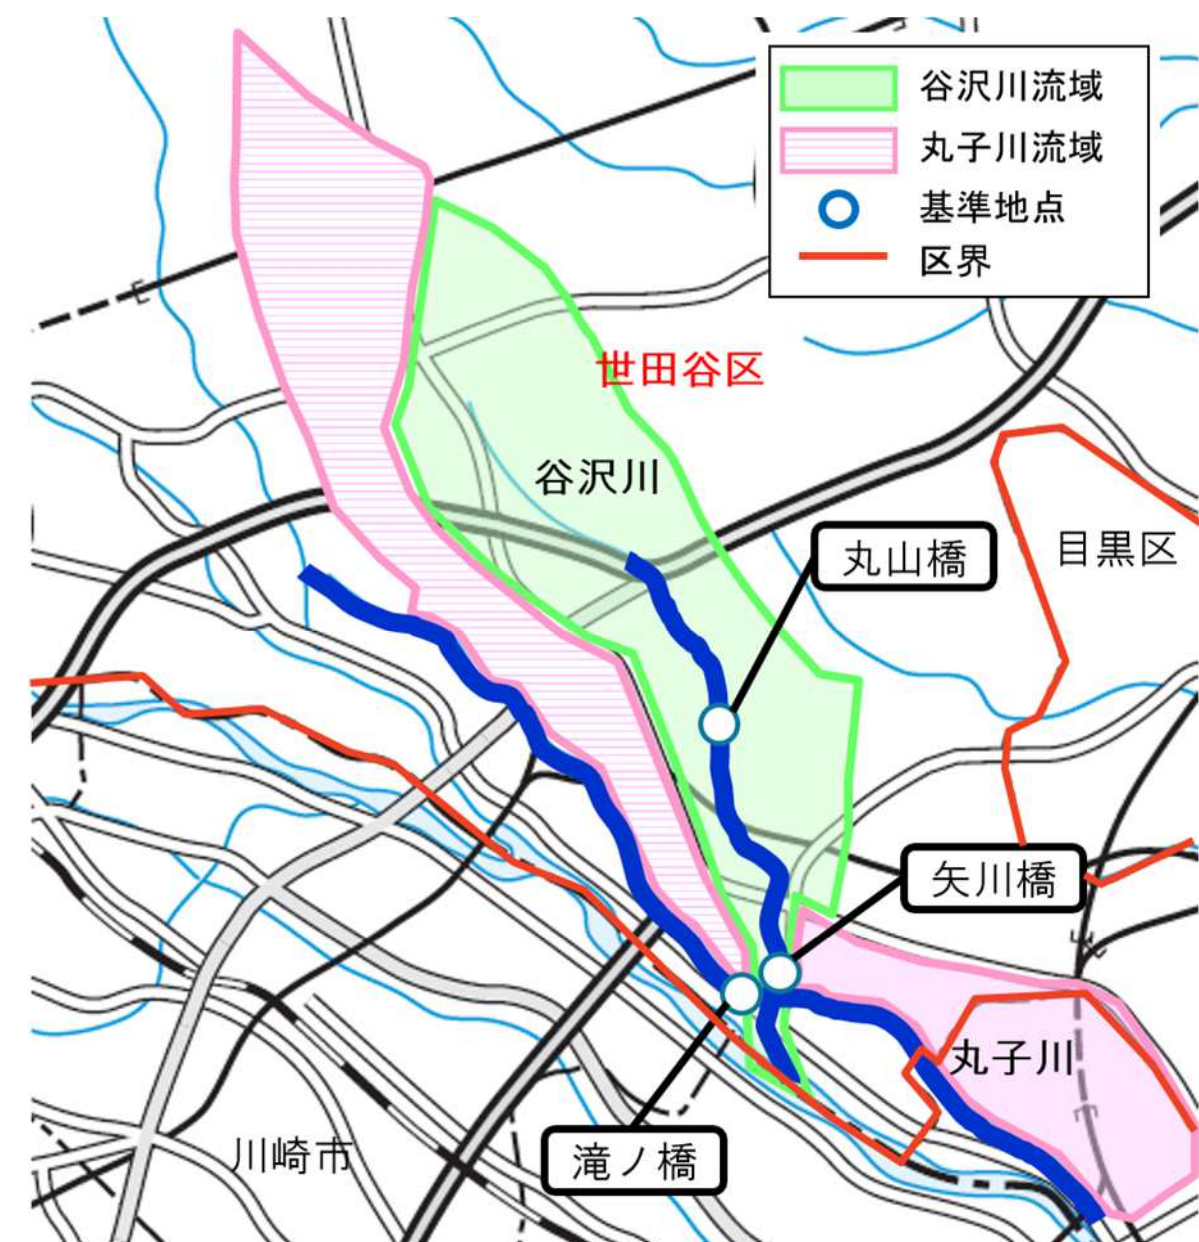 谷沢川流域
丸子川流域
基準地点
区界
世田谷区
谷沢川
丸山橋
目黒区
矢川橋
丸子川
滝ノ橋
川崎市